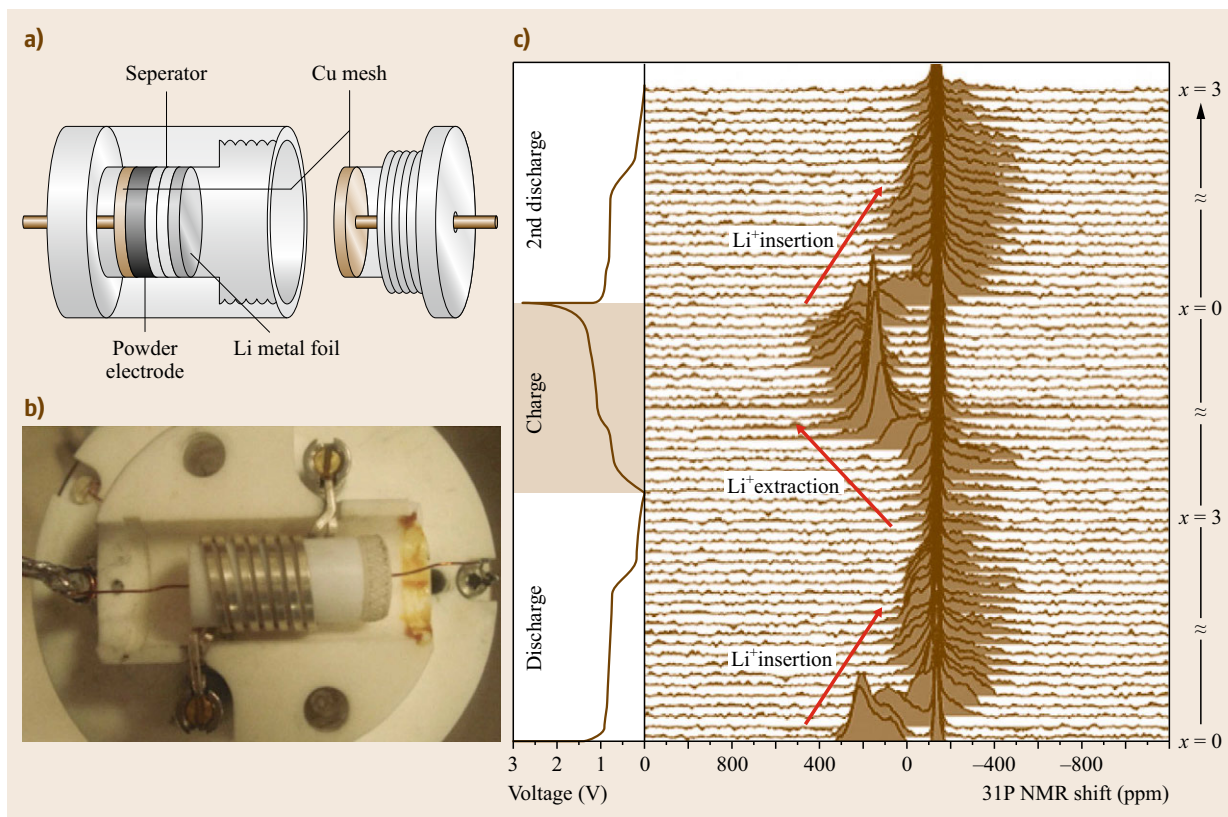 a)
Seperator
Cu mesh
Powder
electrode
Li metal foil
b)
c)
2nd discharge
Charge
Discharge
Li+insertion
Li+extraction
Li+insertion
x = 3
≈
x = 0
≈
x = 3
≈
x = 0
3 2 1 0 800 400 0 –400 –800
Voltage (V) 31P NMR shift (ppm)